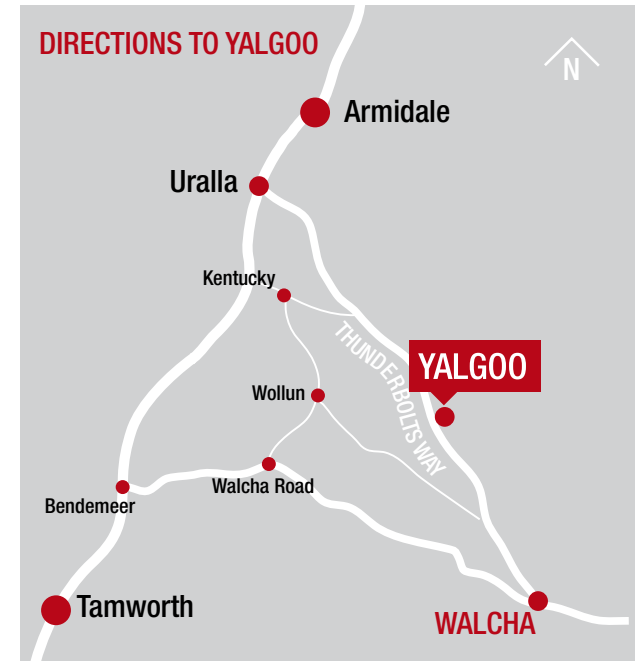 DIRECTIONS TO YALGOO
N
Armidale
Uralla
Kentucky
THUNDERBOLTS WAY
YALGOO
Wollun
Walcha Road
Bendemeer
Tamworth
WALCHA